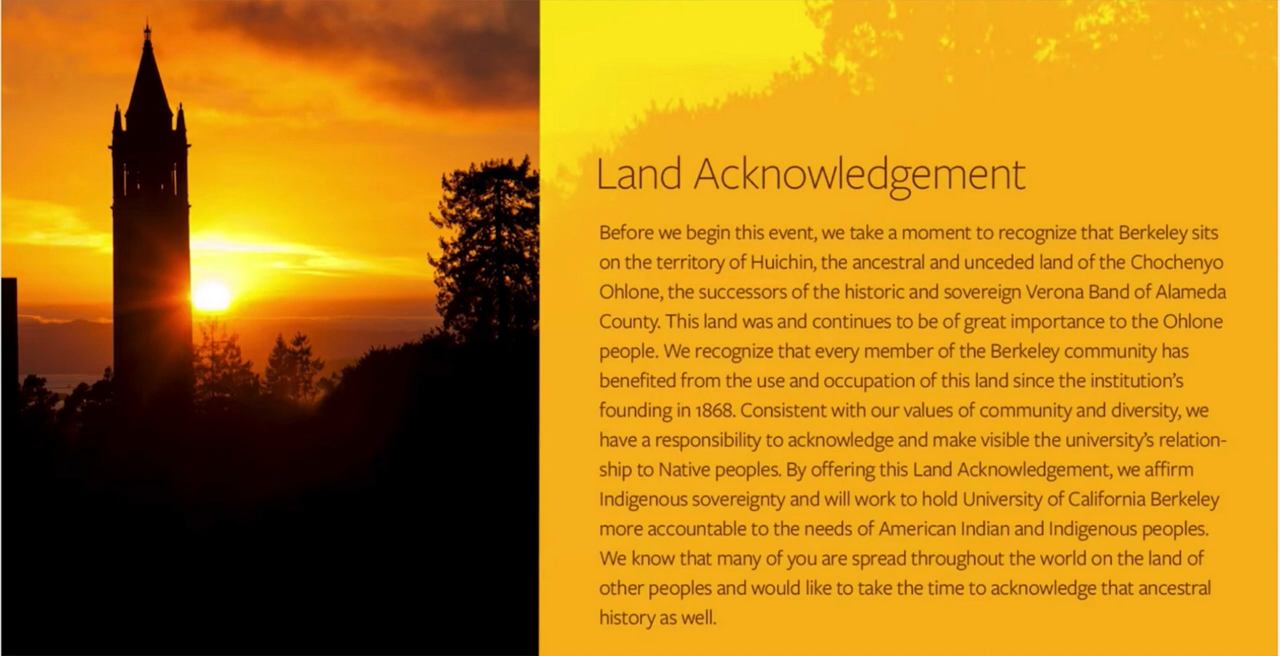 Land Acknowledgement
Before we begin this event, we take a moment to recognize that Berkeley sits
on the territory of Huichin, the ancestral and unceded land of the Chochenyo
Ohlone, the successors of the historic and sovereign Verona Band of Alameda
County. This land was and continues to be of great importance to the Ohlone
people. We recognize that every member of the Berkeley community has
benefited from the use and occupation of this land since the institution’s
founding in 1868. Consistent with our values of community and diversity, we
have a responsibility to acknowledge and make visible the university’s relation-
ship to Native peoples. By offering this Land Acknowledgement, we affirm
Indigenous sovereignty and will work to hold University of California Berkeley
more accountable to the needs of American Indian and Indigenous peoples.
We know that many of you are spread throughout the world on the land of
other peoples and would like to take the time to acknowledge that ancestral
history as well.